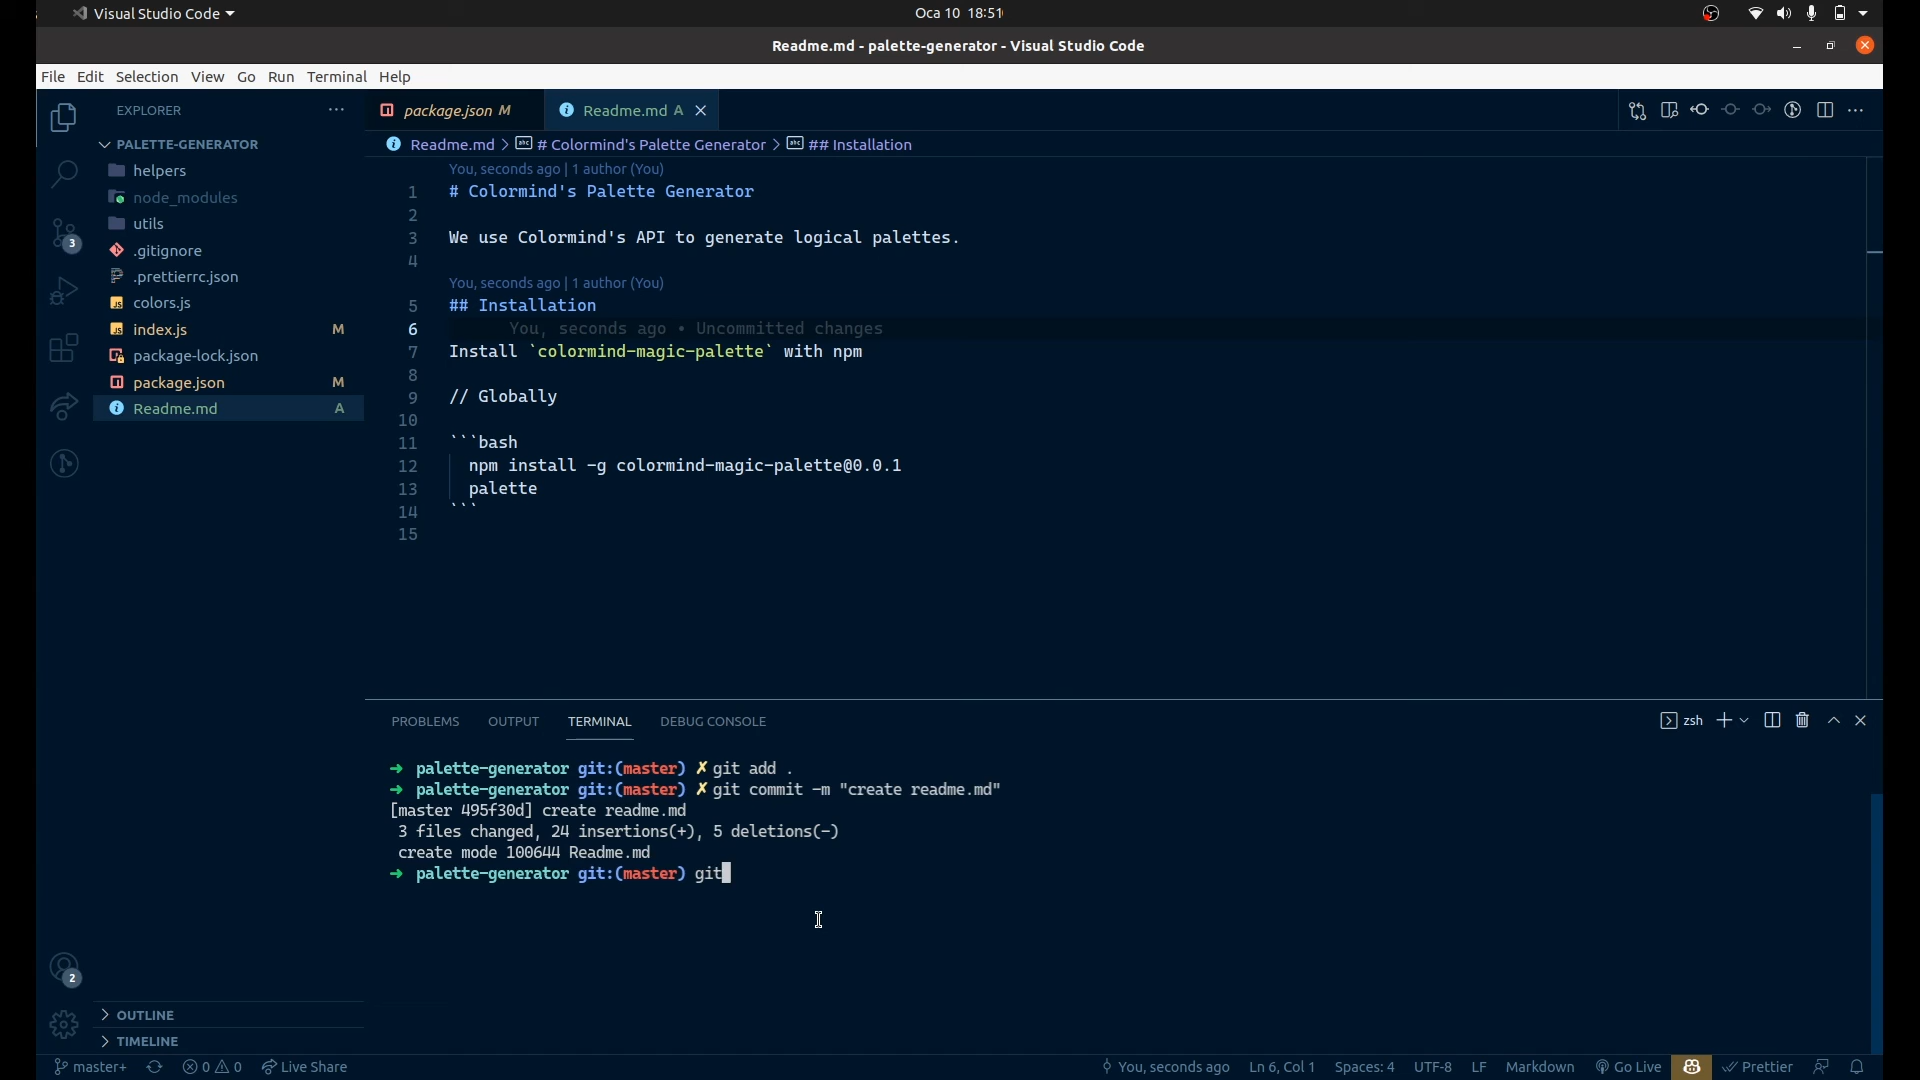 Visual Studio Code
Oca 10 18:51
Readme.md - palette-generator - Visual Studio Code
File Edit Selection View Go Run Terminal Help
EXPLORER
PALETTE-GENERATOR
helpers
node_modules
utils
.gitignore
.prettierrc.json
colors.js
index.js M
package-lock.json
package.json M
Readme.md A
3
2
OUTLINE
TIMELINE
package.json M
Readme.md A
Readme.md > # Colormind's Palette Generator > ## Installation
You, seconds ago | 1 author (You)
1 # Colormind's Palette Generator
2
3 We use Colormind's API to generate logical palettes.
4
You, seconds ago | 1 author (You)
5 ## Installation
6 You, seconds ago • Uncommitted changes
7 Install `colormind-magic-palette` with npm
8
9 // Globally
10
11 ```bash
12 npm install -g colormind-magic-palette@0.0.1
13 palette
14 ```
15
PROBLEMS OUTPUT TERMINAL DEBUG CONSOLE
zsh
➜ palette-generator git:(master) ✗ git add .
➜ palette-generator git:(master) ✗ git commit -m "create readme.md"
[master 495f30d] create readme.md
3 files changed, 24 insertions(+), 5 deletions(-)
create mode 100644 Readme.md
➜ palette-generator git:(master) git
master+ 0 0 Live Share
You, seconds ago Ln 6, Col 1 Spaces: 4 UTF-8 LF Markdown Go Live Prettier